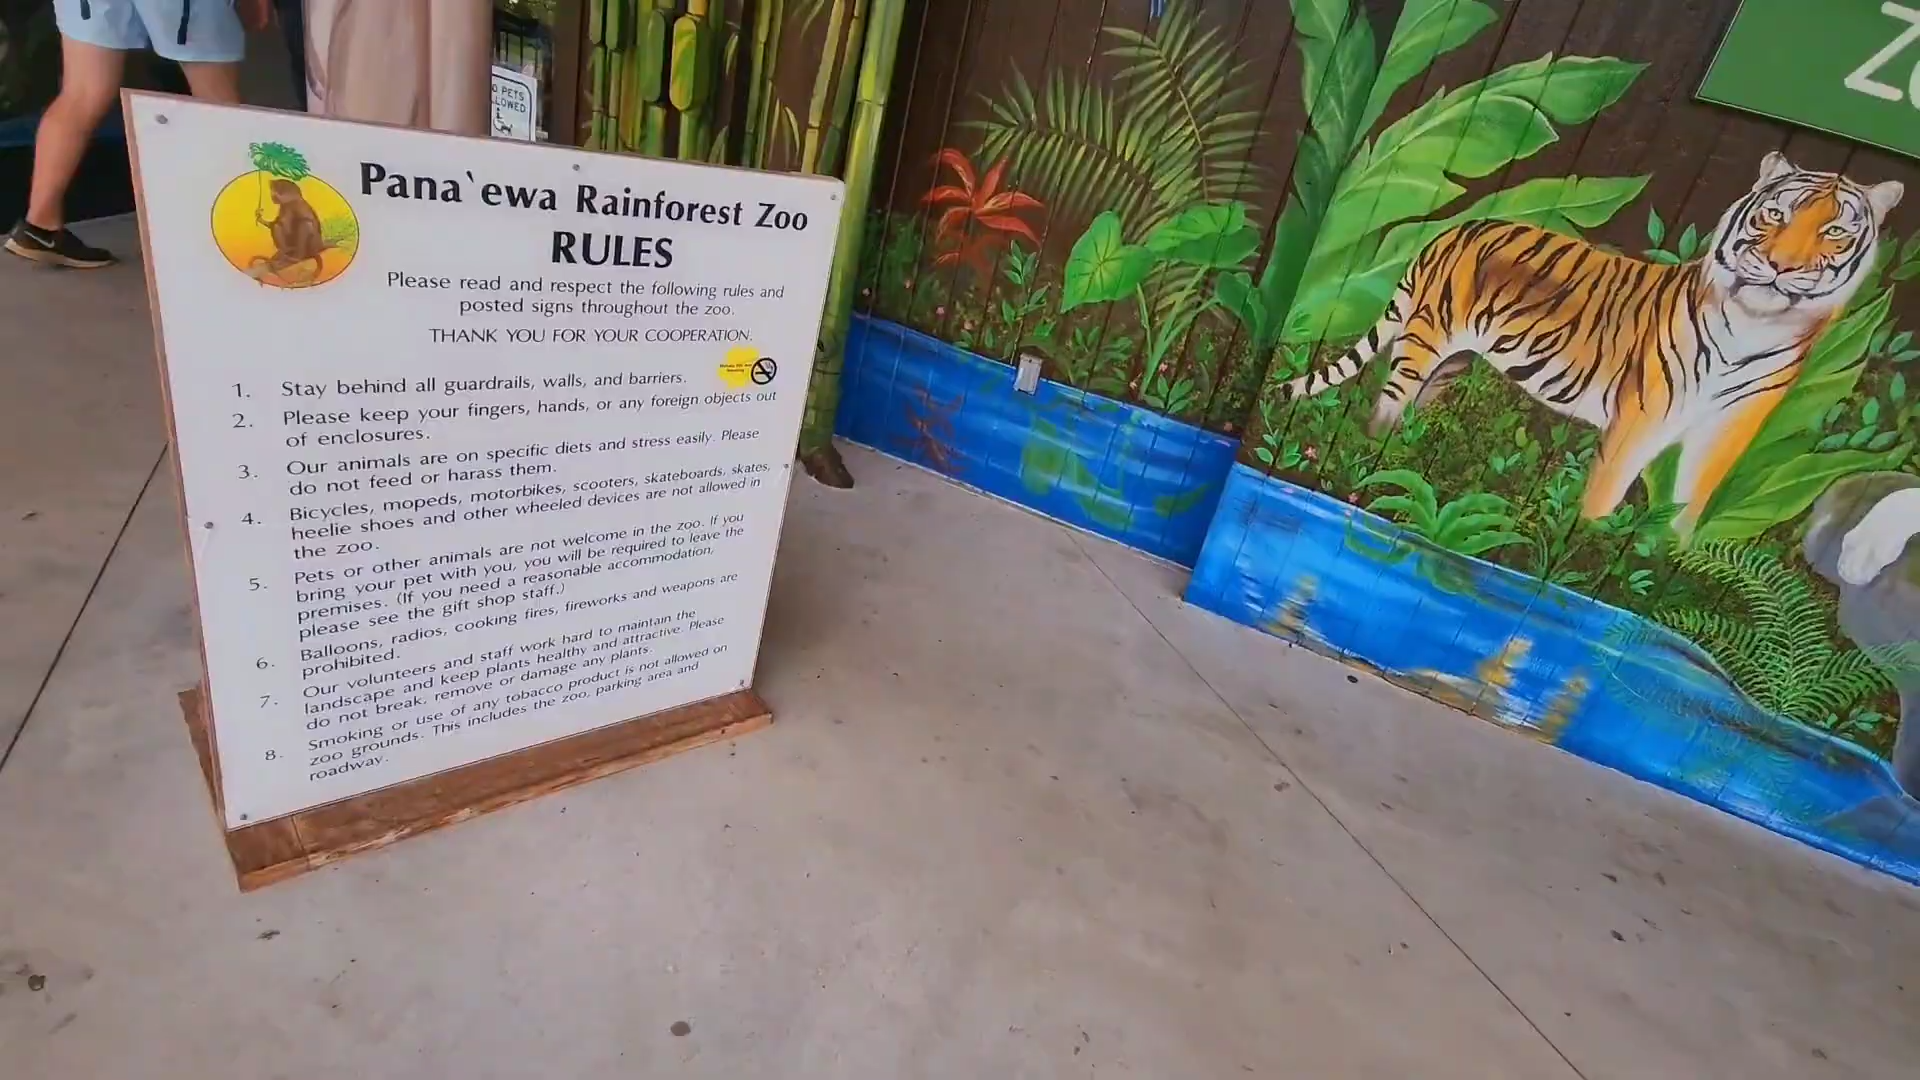 O PETS
LLOWED
Pana`ewa Rainforest Zoo
RULES
Please read and respect the following rules and
posted signs throughout the zoo.
THANK YOU FOR YOUR COOPERATION.
1. Stay behind all guardrails, walls, and barriers.
2. Please keep your fingers, hands, or any foreign objects out
of enclosures.
3. Our animals are on specific diets and stress easily. Please
do not feed or harass them.
4. Bicycles, mopeds, motorbikes, scooters, skateboards, skates,
heelie shoes and other wheeled devices are not allowed in
the zoo.
5. Pets or other animals are not welcome in the zoo. If you
bring your pet with you, you will be required to leave the
premises. (If you need a reasonable accommodation,
please see the gift shop staff.)
6. Balloons, radios, cooking fires, fireworks and weapons are
prohibited.
7. Our volunteers and staff work hard to maintain the
landscape and keep plants healthy and attractive. Please
do not break, remove or damage any plants.
8. Smoking or use of any tobacco product is not allowed on
zoo grounds. This includes the zoo, parking area and
roadway.